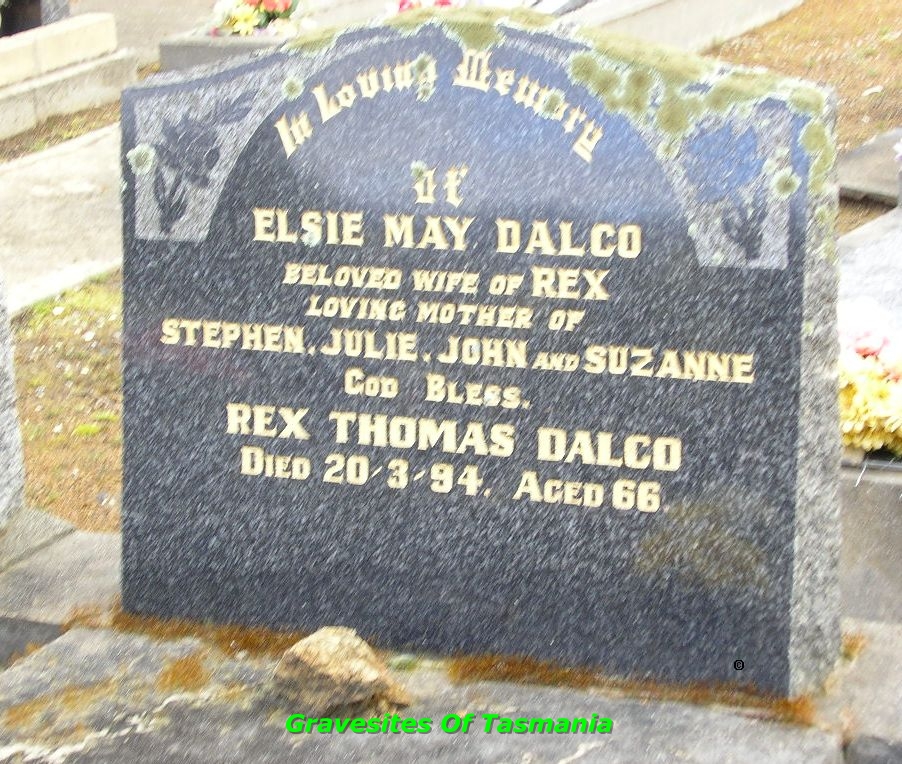 In Loving Memory
of
ELSIE MAY DALCO
BELOVED WIFE OF REX
LOVING MOTHER OF
STEPHEN, JULIE, JOHN AND SUZANNE
GOD BLESS.
REX THOMAS DALCO
DIED 20-3-94. AGED 66
©
Gravesites Of Tasmania